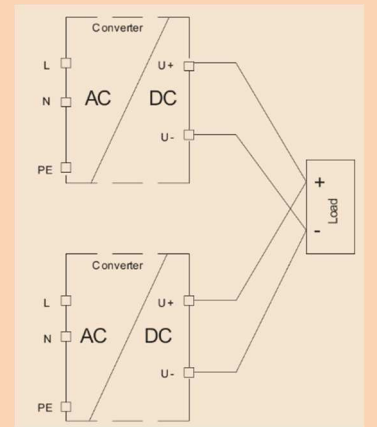 Converter
L
U+
N
AC DC
U-
PE
+
Load
-
Converter
L
U+
N
AC DC
U-
PE